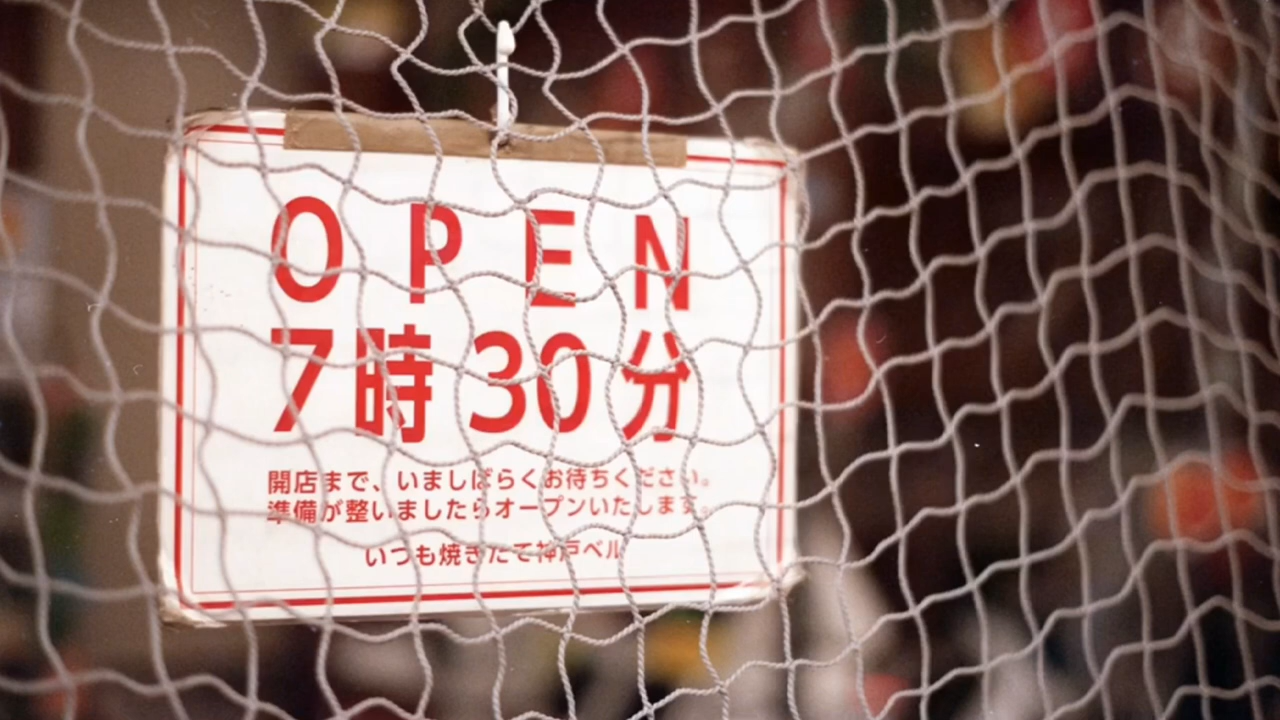 OPEN
7時30分
開店まで、いましばらくお待ちください。
準備が整いましたらオープンいたします。
いつも焼きたて神戸ベル